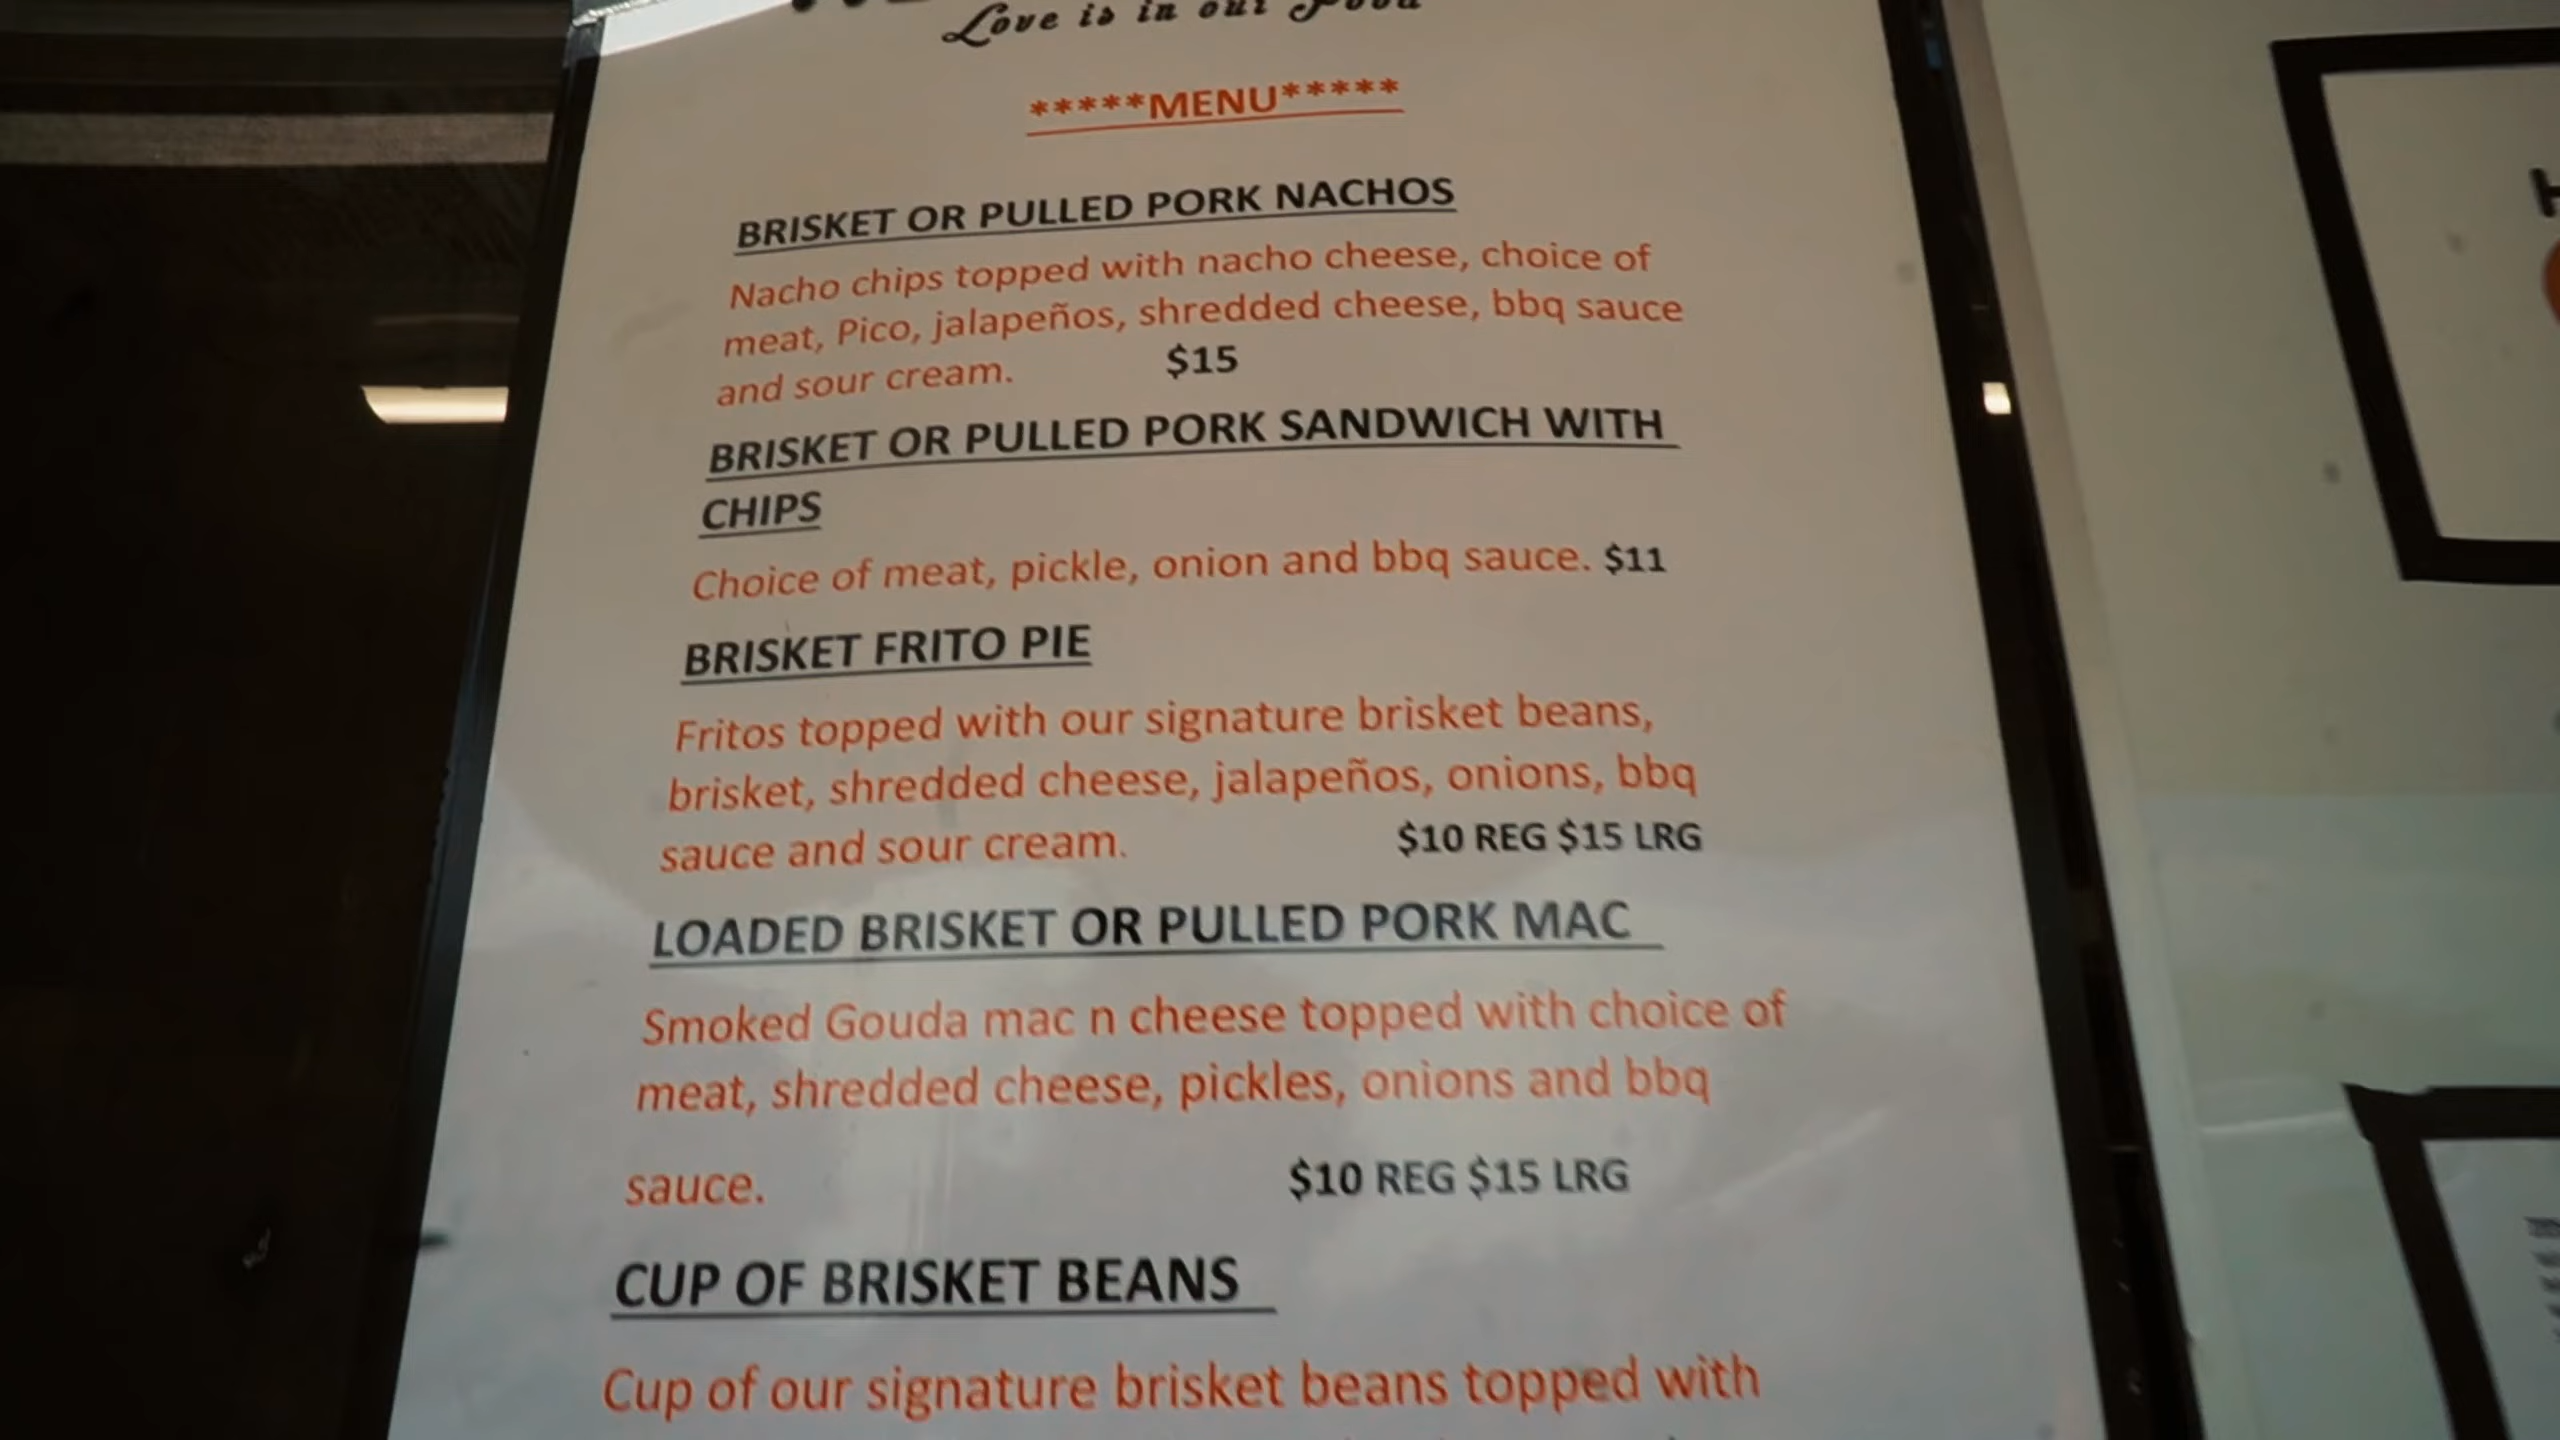 Love is in our Food
*****MENU*****
BRISKET OR PULLED PORK NACHOS
Nacho chips topped with nacho cheese, choice of
meat, Pico, jalapeños, shredded cheese, bbq sauce
and sour cream. $15
BRISKET OR PULLED PORK SANDWICH WITH
CHIPS
Choice of meat, pickle, onion and bbq sauce. $11
BRISKET FRITO PIE
Fritos topped with our signature brisket beans,
brisket, shredded cheese, jalapeños, onions, bbq
sauce and sour cream. $10 REG $15 LRG
LOADED BRISKET OR PULLED PORK MAC
Smoked Gouda mac n cheese topped with choice of
meat, shredded cheese, pickles, onions and bbq
sauce. $10 REG $15 LRG
CUP OF BRISKET BEANS
Cup of our signature brisket beans topped with